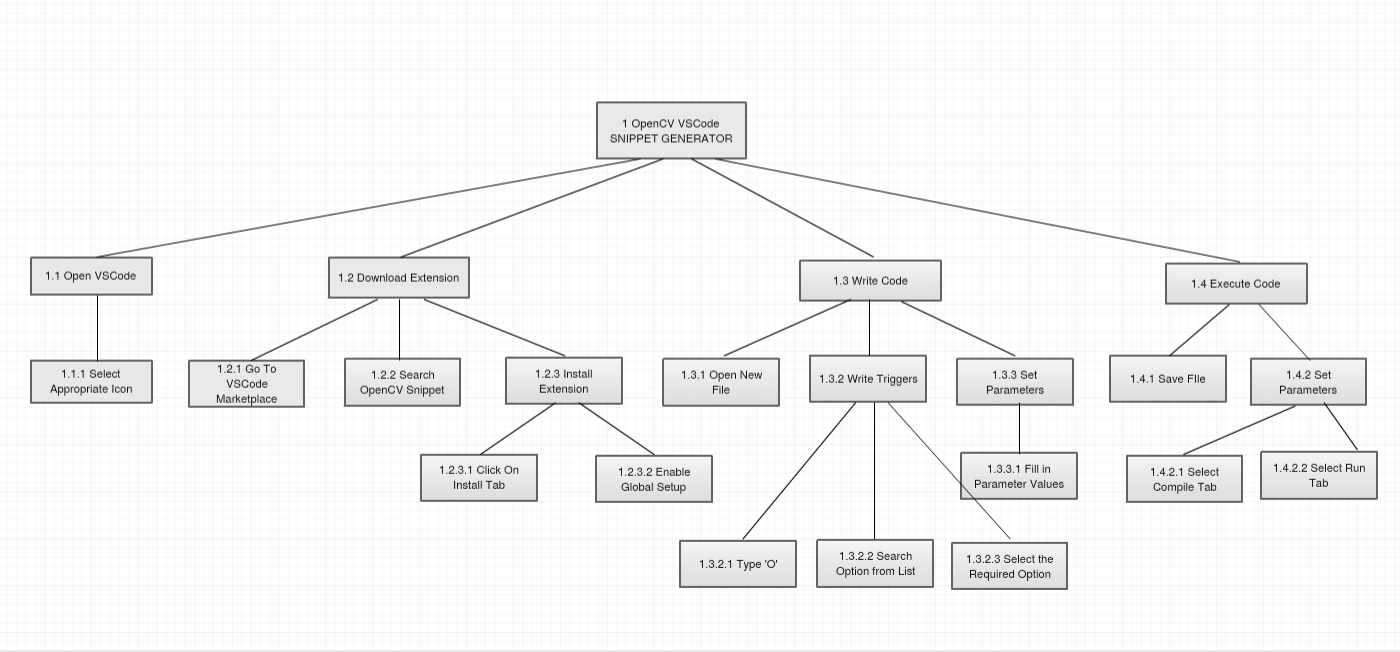 1 OpenCV VSCode
SNIPPET GENERATOR
1.1 Open VSCode
1.2 Download Extension
1.3 Write Code
1.4 Execute Code
1.1.1 Select
Appropriate Icon
1.2.1 Go To
VSCode
Marketplace
1.2.2 Search
OpenCV Snippet
1.2.3 Install
Extension
1.3.1 Open New
File
1.3.2 Write Triggers
1.3.3 Set
Parameters
1.4.1 Save FIle
1.4.2 Set
Parameters
1.2.3.1 Click On
Install Tab
1.2.3.2 Enable
Global Setup
1.3.3.1 Fill in
Parameter Values
1.4.2.1 Select
Compile Tab
1.4.2.2 Select Run
Tab
1.3.2.1 Type 'O'
1.3.2.2 Search
Option from List
1.3.2.3 Select the
Required Option